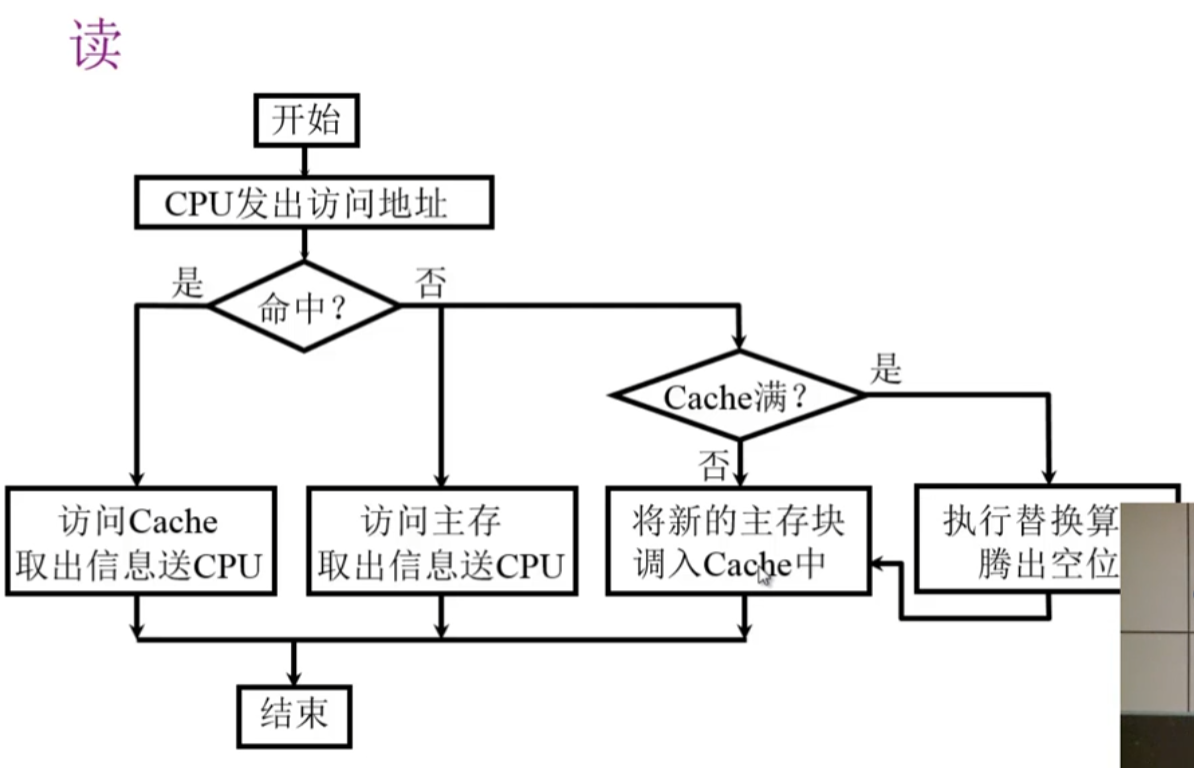 读
开始
CPU发出访问地址
是
命中？
否
Cache满？
是
否
访问Cache
取出信息送CPU
访问主存
取出信息送CPU
将新的主存块
调入Cache中
执行替换算
腾出空位
结束